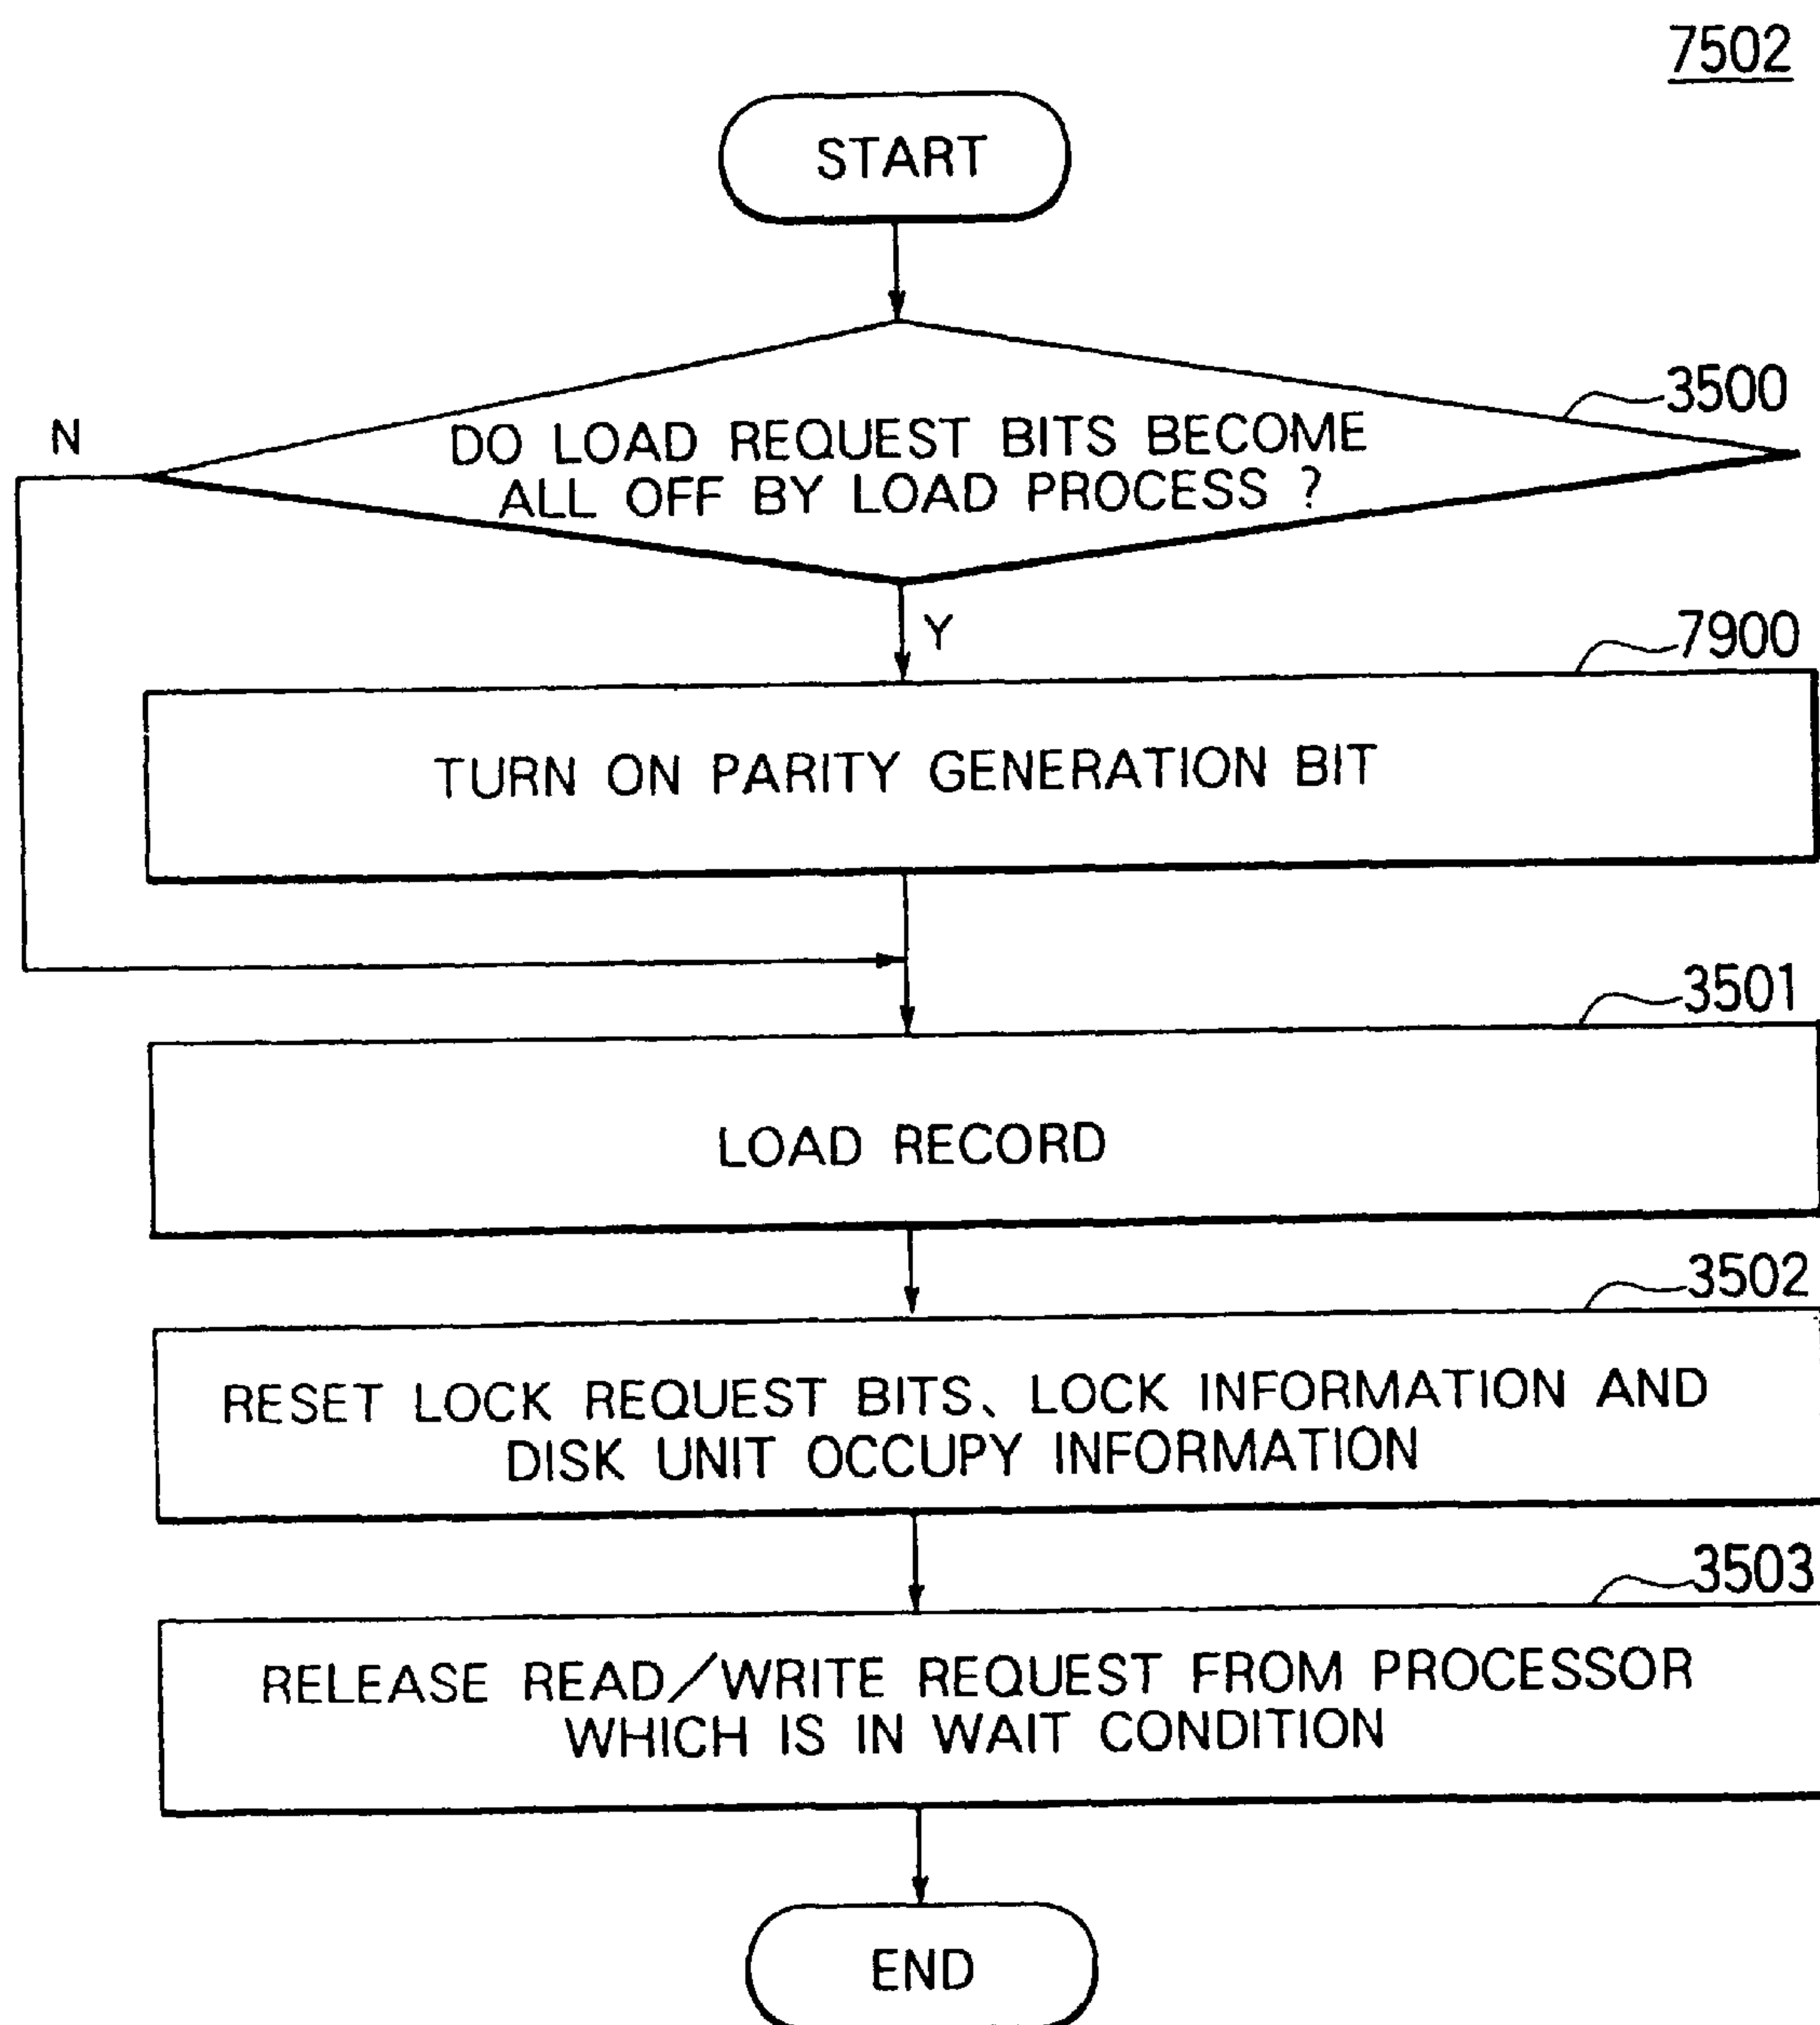 7502
START
3500
N
DO LOAD REQUEST BITS BECOME
ALL OFF BY LOAD PROCESS ?
Y
7900
TURN ON PARITY GENERATION BIT
3501
LOAD RECORD
3502
RESET LOCK REQUEST BITS、LOCK INFORMATION AND
DISK UNIT OCCUPY INFORMATION
3503
RELEASE READ/WRITE REQUEST FROM PROCESSOR
WHICH IS IN WAIT CONDITION
END